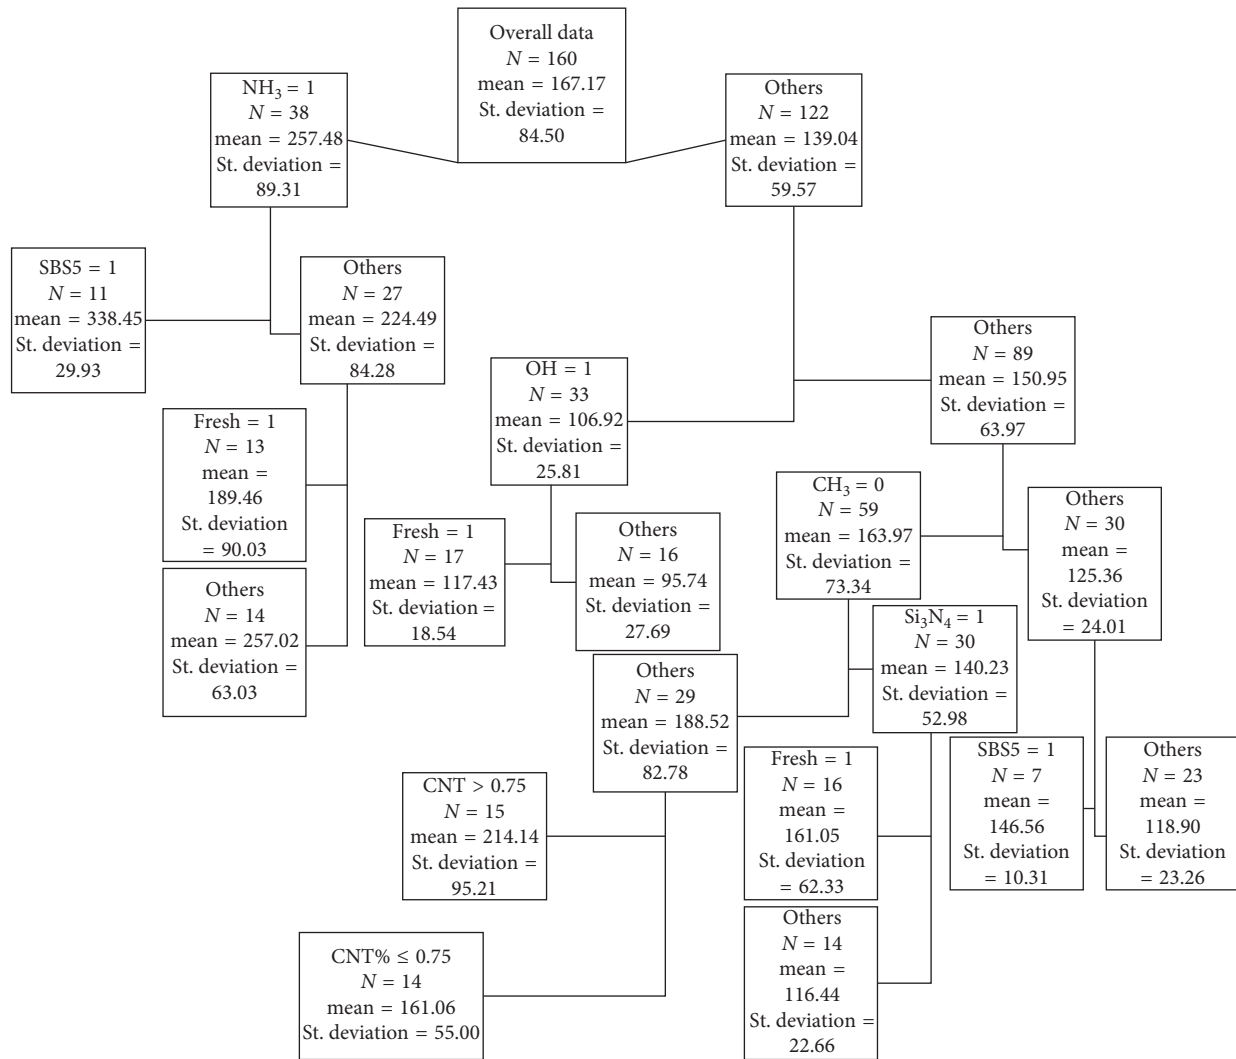 Overall data
N = 160
mean = 167.17
St. deviation =
84.50
NH₃ = 1
N = 38
mean = 257.48
St. deviation =
89.31
Others
N = 122
mean = 139.04
St. deviation =
59.57
SBS5 = 1
N = 11
mean = 338.45
St. deviation =
29.93
Others
N = 27
mean = 224.49
St. deviation =
84.28
Others
N = 89
mean = 150.95
St. deviation =
63.97
OH = 1
N = 33
mean = 106.92
St. deviation =
25.81
Fresh = 1
N = 13
mean =
189.46
St. deviation
= 90.03
CH₃ = 0
N = 59
mean = 163.97
St. deviation =
73.34
Others
N = 30
mean =
125.36
St. deviation
= 24.01
Fresh = 1
N = 17
mean = 117.43
St. deviation =
18.54
Others
N = 16
mean = 95.74
St. deviation =
27.69
Others
N = 14
mean = 257.02
St. deviation =
63.03
Si₃N₄ = 1
N = 30
mean = 140.23
St. deviation =
52.98
Others
N = 29
mean = 188.52
St. deviation =
82.78
SBS5 = 1
N = 7
mean =
146.56
St. deviation
= 10.31
Others
N = 23
mean =
118.90
St. deviation
= 23.26
Fresh = 1
N = 16
mean =
161.05
St. deviation
= 62.33
CNT > 0.75
N = 15
mean = 214.14
St. deviation =
95.21
Others
N = 14
mean =
116.44
St. deviation =
22.66
CNT% ≤ 0.75
N = 14
mean = 161.06
St. deviation = 55.00